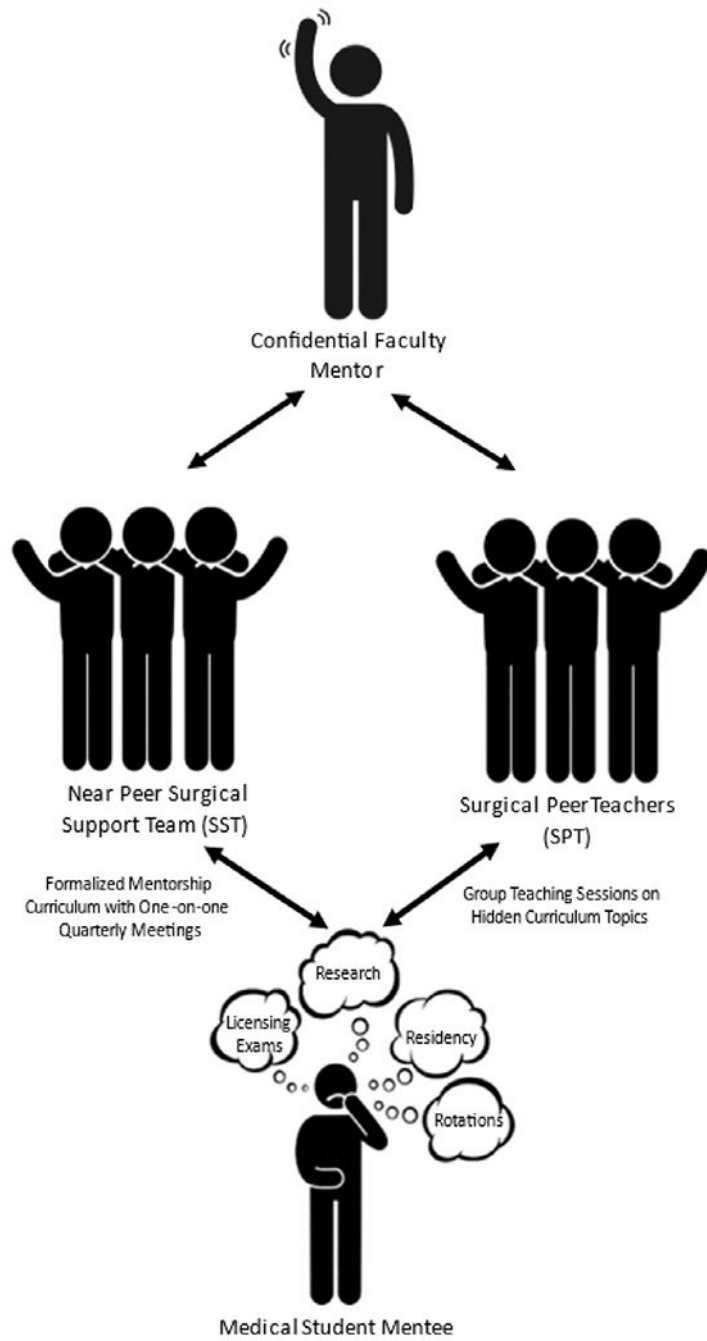 Confidential Faculty
Mentor
Near Peer Surgical
Support Team (SST)
Surgical PeerTeachers
(SPT)
Formalized Mentorship
Curriculum with One-on-one
Quarterly Meetings
Group Teaching Sessions on
Hidden Curriculum Topics
Research
Licensing
Exams
Residency
Rotations
Medical Student Mentee